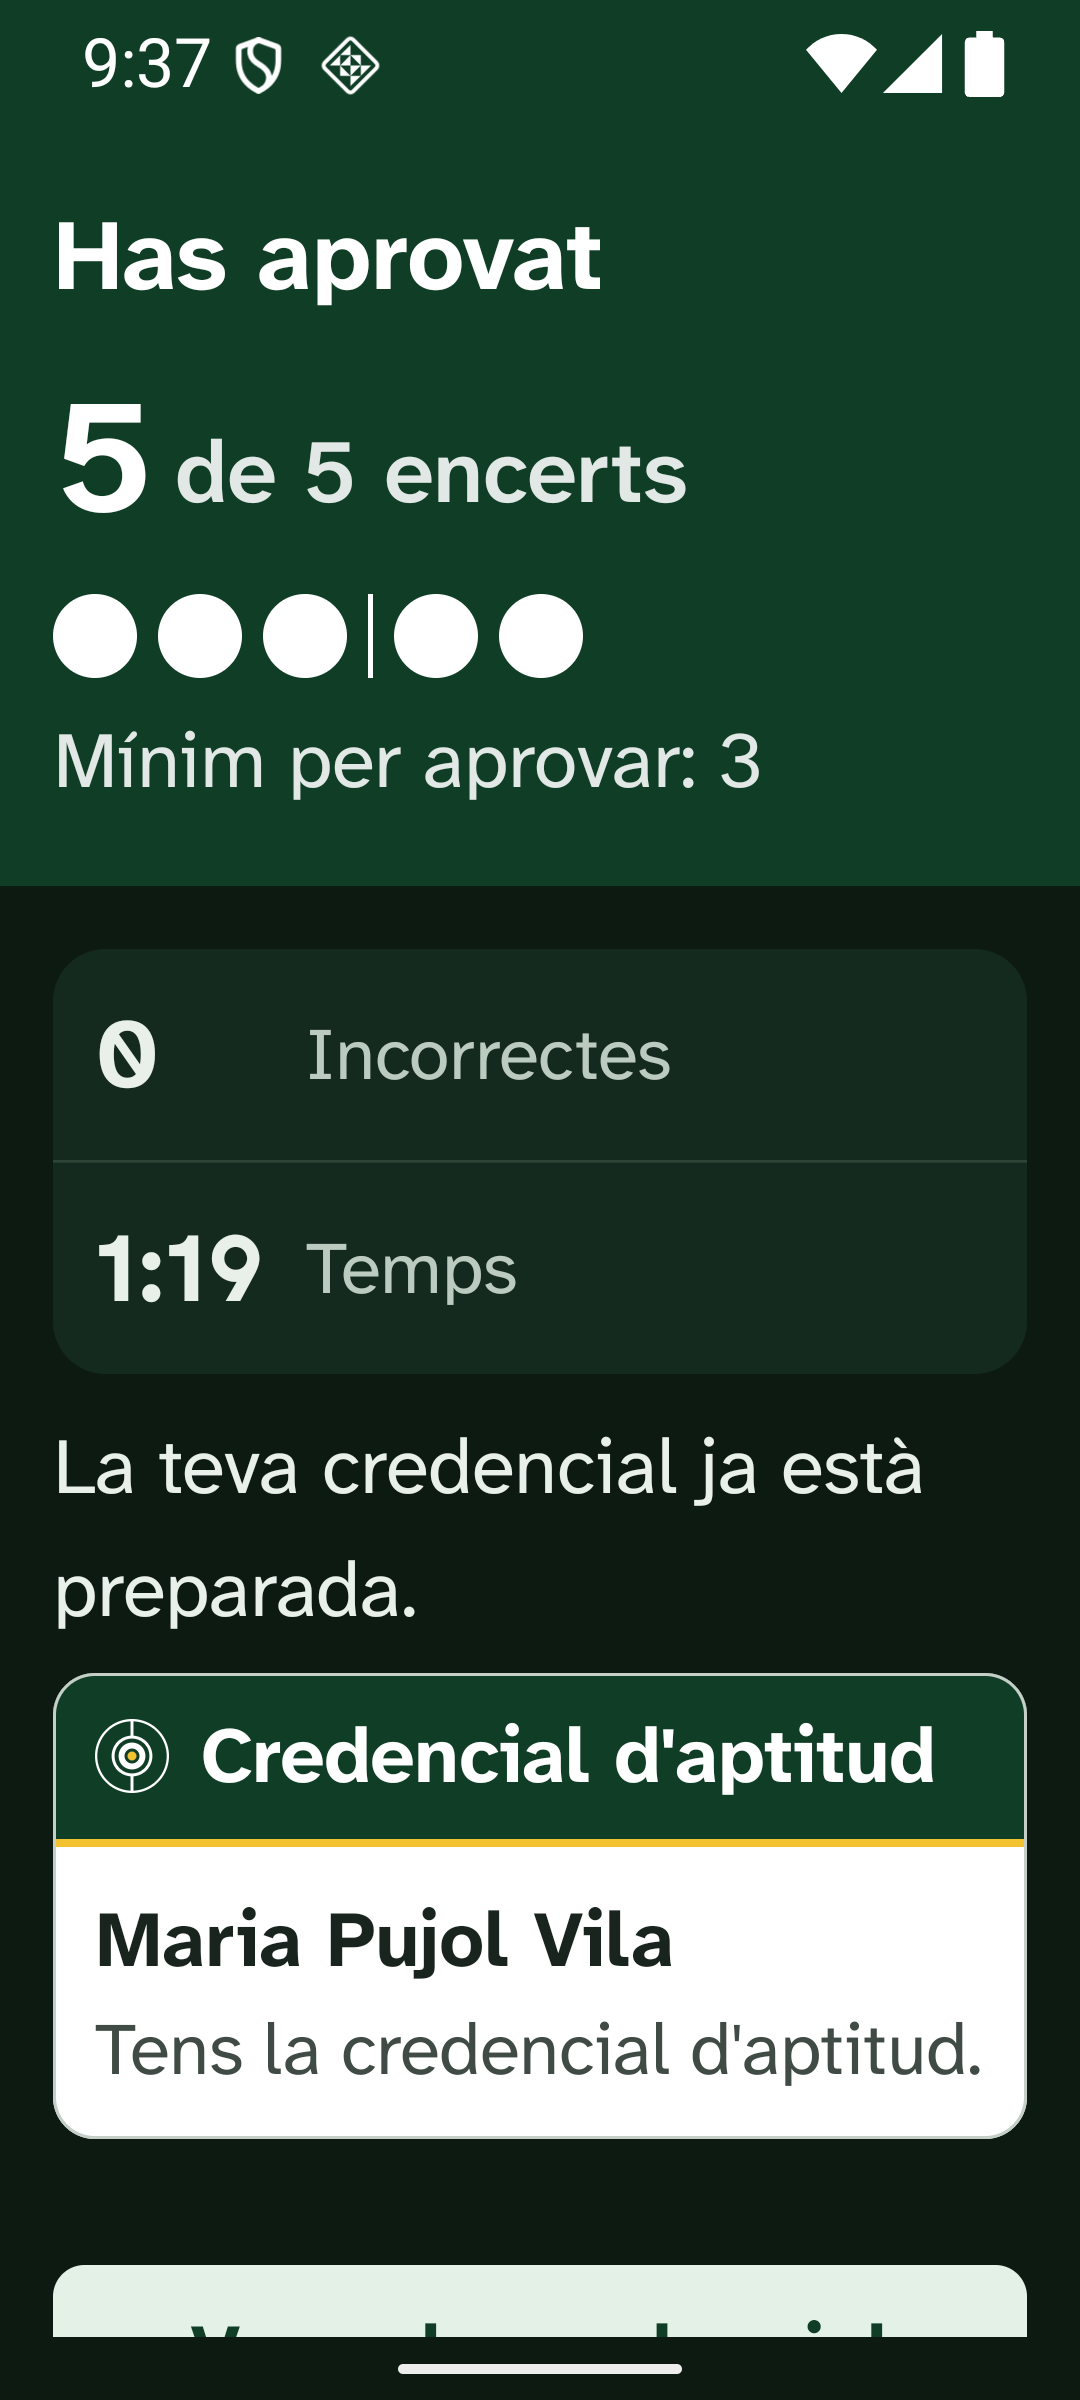 9:37
Has aprovat
5 de 5 encerts
Mínim per aprovar: 3
0 Incorrectes
1:19 Temps
La teva credencial ja està
preparada.
Credencial d'aptitud
Maria Pujol Vila
Tens la credencial d'aptitud.